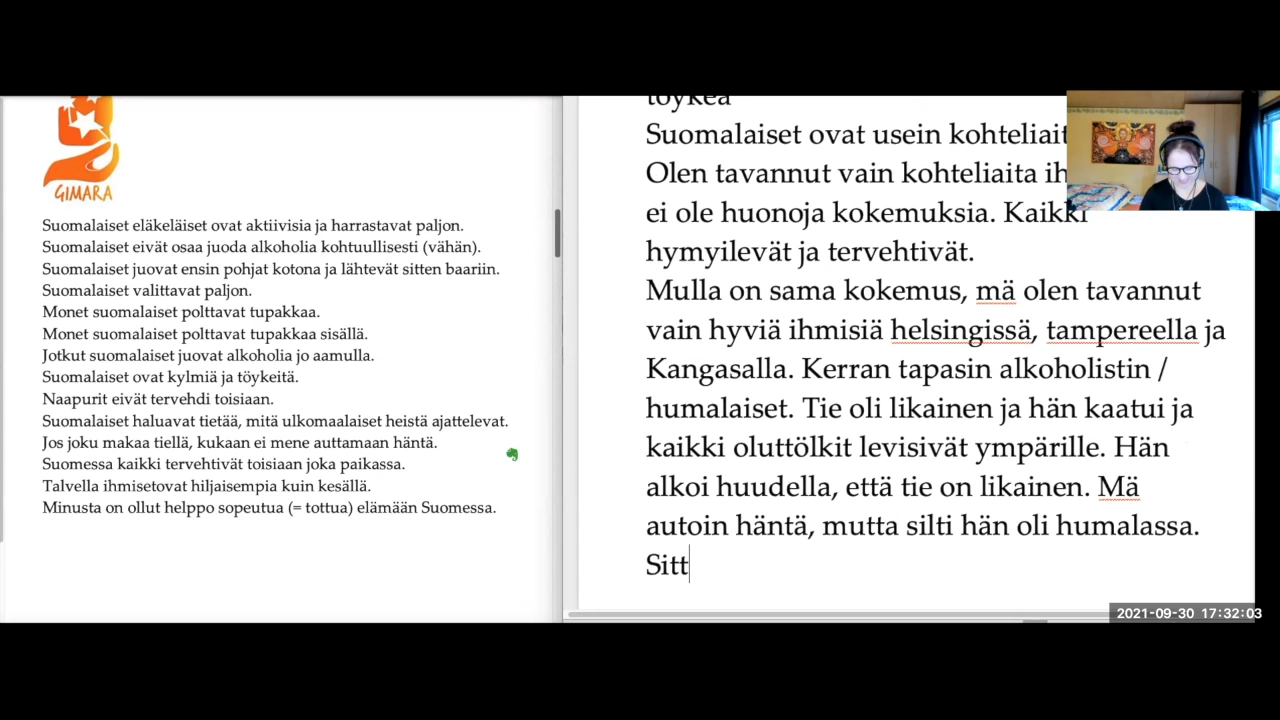 GIMARA
Suomalaiset eläkeläiset ovat aktiivisia ja harrastavat paljon.
Suomalaiset eivät osaa juoda alkoholia kohtuullisesti (vähän).
Suomalaiset juovat ensin pohjat kotona ja lähtevät sitten baariin.
Suomalaiset valittavat paljon.
Monet suomalaiset polttavat tupakkaa.
Monet suomalaiset polttavat tupakkaa sisällä.
Jotkut suomalaiset juovat alkoholia jo aamulla.
Suomalaiset ovat kylmiä ja töykeitä.
Naapurit eivät tervehdi toisiaan.
Suomalaiset haluavat tietää, mitä ulkomaalaiset heistä ajattelevat.
Jos joku makaa tiellä, kukaan ei mene auttamaan häntä.
Suomessa kaikki tervehtivät toisiaan joka paikassa.
Talvella ihmisetovat hiljaisempia kuin kesällä.
Minusta on ollut helppo sopeutua (= tottua) elämään Suomessa.
töykeä
Suomalaiset ovat usein
Olen tavannut vain kohteliaita
ei ole huonoja kokemuksia. Kaikki
hymyilevät ja tervehtivät.
Mulla on sama kokemus, mä olen tavannut
vain hyviä ihmisiä helsingissä, tampereella ja
Kangasalla. Kerran tapasin alkoholistin /
humalaiset. Tie oli likainen ja hän kaatui ja
kaikki oluttölkit levisivät ympärille. Hän
alkoi huudella, että tie on likainen. Mä
autoin häntä, mutta silti hän oli humalassa.
Sitt
2021-09-30 17:32:03